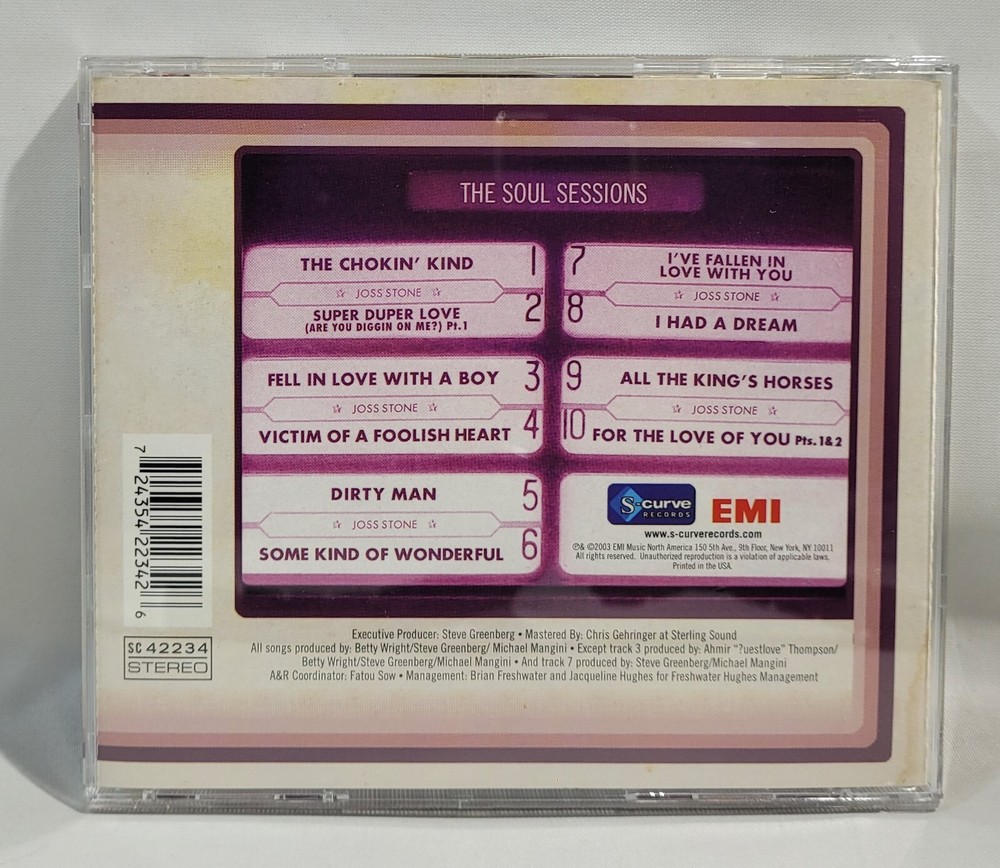 THE SOUL SESSIONS
THE CHOKIN' KIND 1
☆ JOSS STONE ☆
SUPER DUPER LOVE 2
(ARE YOU DIGGIN ON ME?) Pt.1
FELL IN LOVE WITH A BOY 3
☆ JOSS STONE ☆
VICTIM OF A FOOLISH HEART 4
DIRTY MAN 5
☆ JOSS STONE ☆
SOME KIND OF WONDERFUL 6
7 I'VE FALLEN IN
LOVE WITH YOU
☆ JOSS STONE ☆
8 I HAD A DREAM
9 ALL THE KING'S HORSES
☆ JOSS STONE ☆
10 FOR THE LOVE OF YOU Pts.1&2
S-curve
RECORDS
EMI
www.s-curverecords.com
℗& ©2003 EMI Music North America 150 5th Ave., 9th Floor, New York, NY 10011
All rights reserved. Unauthorized reproduction is a violation of applicable laws.
Printed in the USA.
7 24354 22342 6
SC 42234
STEREO
Executive Producer: Steve Greenberg • Mastered By: Chris Gehringer at Sterling Sound
All songs produced by: Betty Wright/Steve Greenberg/ Michael Mangini • Except track 3 produced by: Ahmir "?uestlove" Thompson/
Betty Wright/Steve Greenberg/Michael Mangini • And track 7 produced by: Steve Greenberg/Michael Mangini
A&R Coordinator: Fatou Sow • Management: Brian Freshwater and Jacqueline Hughes for Freshwater Hughes Management